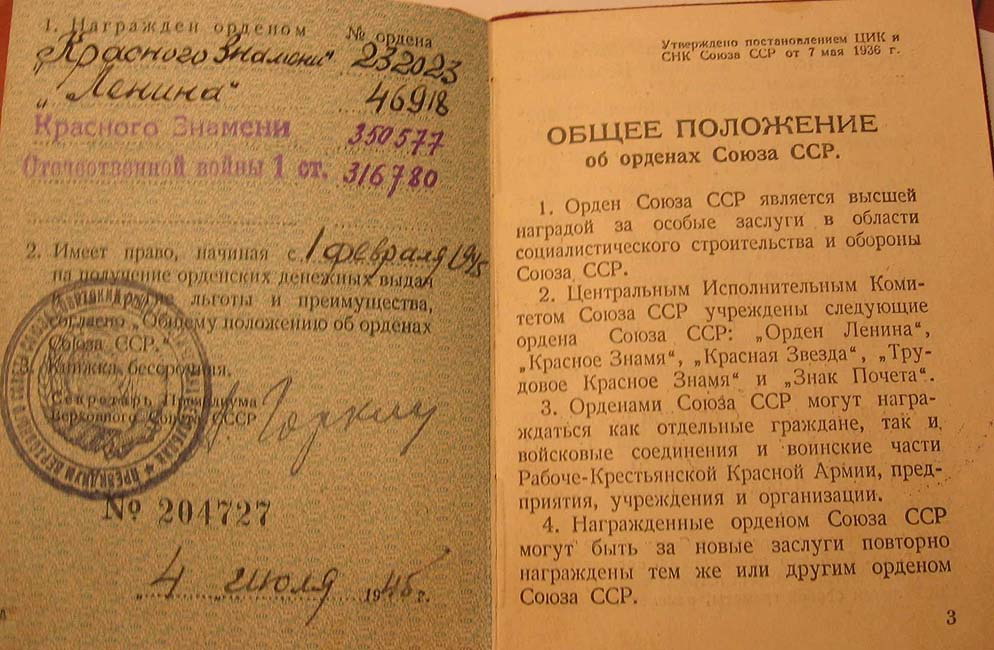 1. Награжден орденом № ордена
„Красного Знамени“ 232023
„Ленина“ 46918
Красного Знамени 350577
Отечественной войны 1 ст. 316780
2. Имеет право, начиная с 1 февраля 1945
на получение орденских денежных выдач
льготы и преимущества,
согласно „Общему положению об орденах
Союза ССР.“
3. Книжка бессрочная.
Секретарь Президиума
Верховного Совета СССР
Горкин
№ 204727
„4“ июля 1945 г.
Утверждено постановлением ЦИК и
СНК Союза ССР от 7 мая 1936 г.
ОБЩЕЕ ПОЛОЖЕНИЕ
об орденах Союза ССР.
1. Орден Союза ССР является высшей
наградой за особые заслуги в области
социалистического строительства и обороны
Союза ССР.
2. Центральным Исполнительным Коми-
тетом Союза ССР учреждены следующие
ордена Союза ССР: „Орден Ленина“,
„Красное Знамя“, „Красная Звезда“, „Тру-
довое Красное Знамя“ и „Знак Почета“.
3. Орденами Союза ССР могут награ-
ждаться как отдельные граждане, так и
войсковые соединения и воинские части
Рабоче-Крестьянской Красной Армии, пред-
приятия, учреждения и организации.
4. Награжденные орденом Союза ССР
могут быть за новые заслуги повторно
награждены тем же или другим орденом
Союза ССР.
3